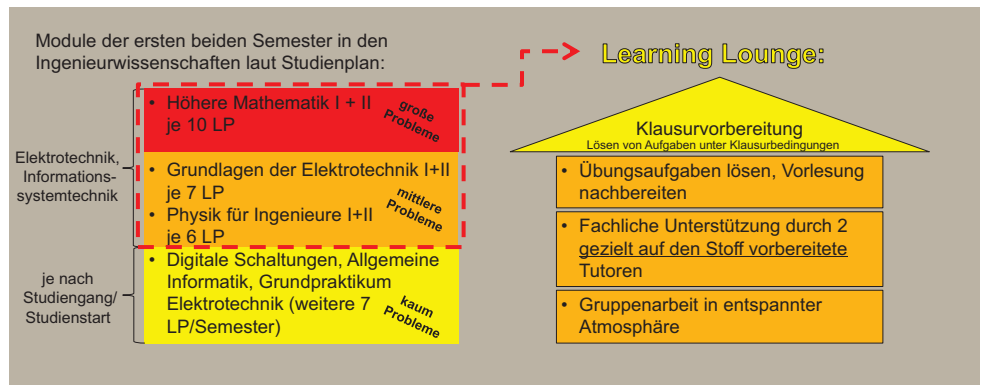 Module der ersten beiden Semester in den
Ingenieurwissenschaften laut Studienplan:
Elektrotechnik,
Informations-
systemtechnik
je nach
Studiengang/
Studienstart
• Höhere Mathematik I + II
je 10 LP
große
Probleme
• Grundlagen der Elektrotechnik I+II
je 7 LP
• Physik für Ingenieure I+II
je 6 LP
mittlere
Probleme
• Digitale Schaltungen, Allgemeine
Informatik, Grundpraktikum
Elektrotechnik (weitere 7
LP/Semester)
kaum
Probleme
Learning Lounge:
Klausurvorbereitung
Lösen von Aufgaben unter Klausurbedingungen
• Übungsaufgaben lösen, Vorlesung
nachbereiten
• Fachliche Unterstützung durch 2
gezielt auf den Stoff vorbereitete
Tutoren
• Gruppenarbeit in entspannter
Atmosphäre